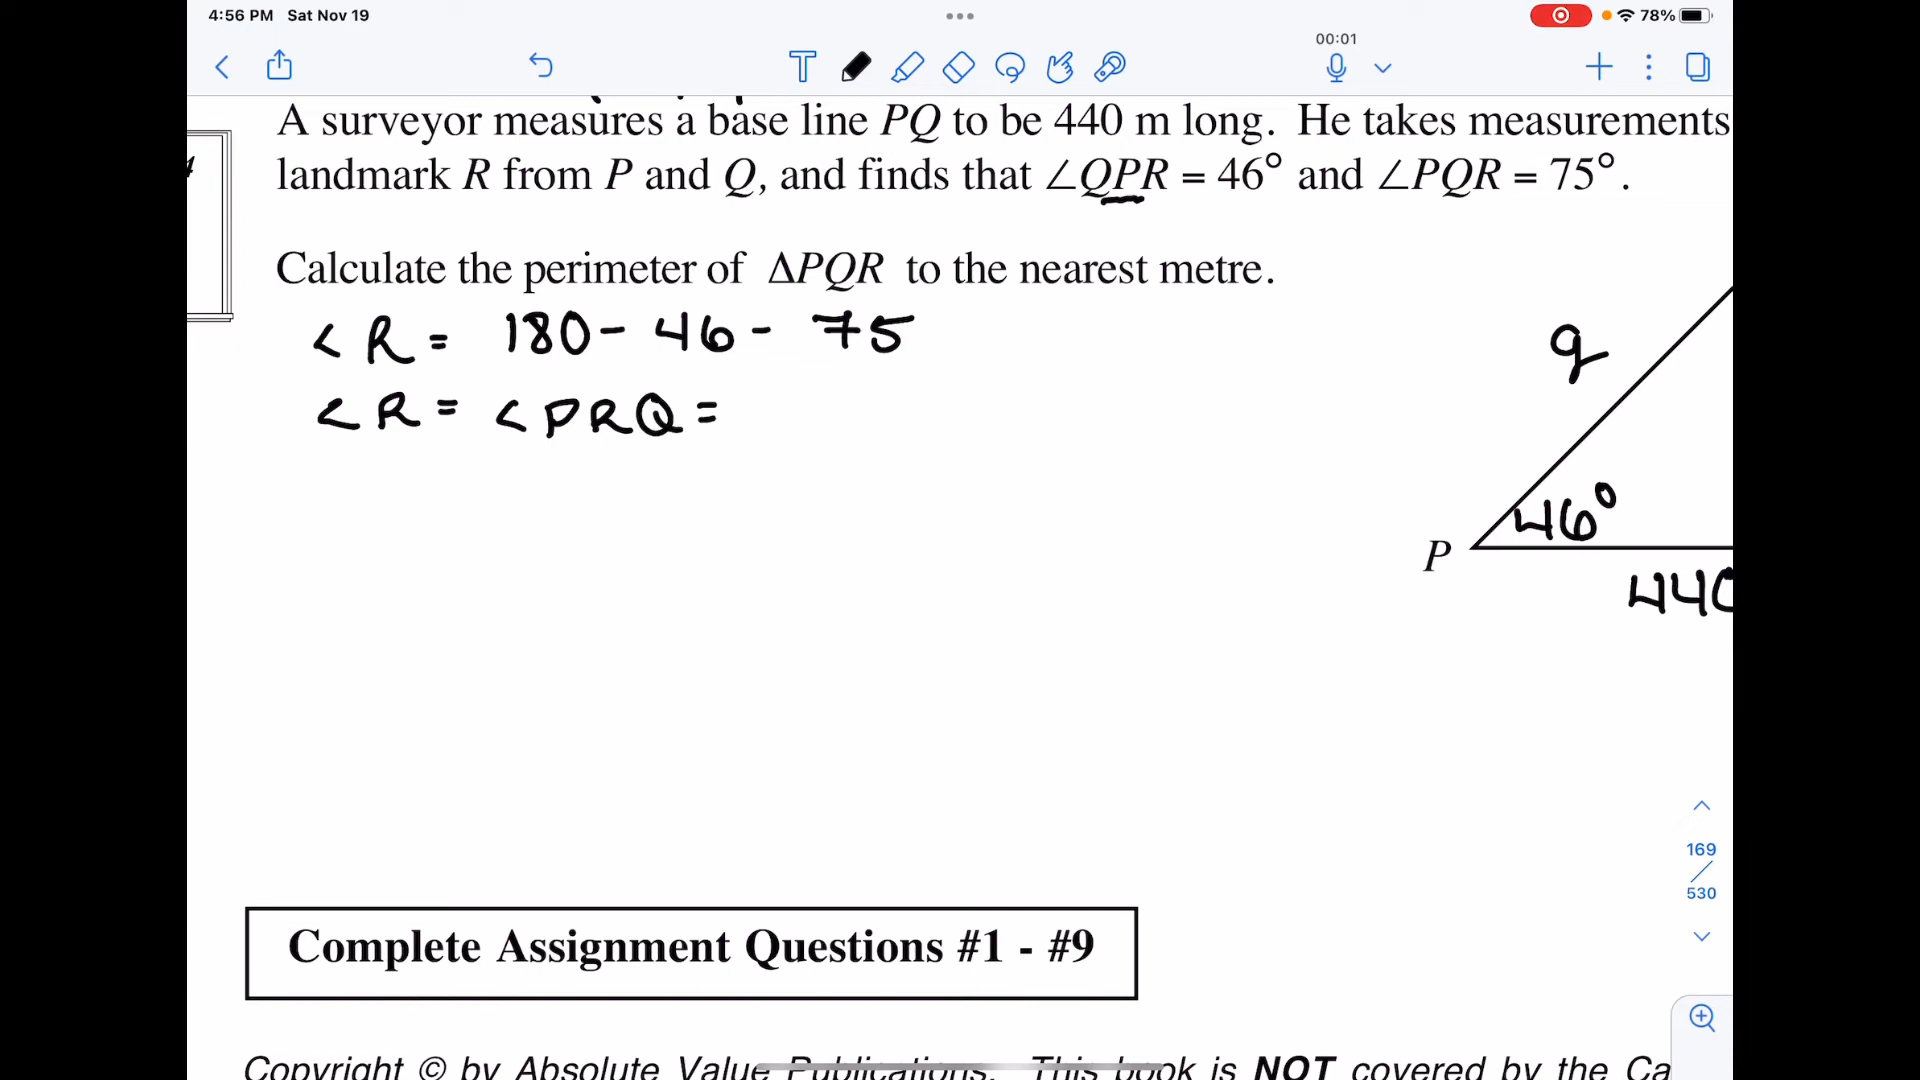 4:56 PM Sat Nov 19
78%
00:01
T
A surveyor measures a base line PQ to be 440 m long. He takes measurements
landmark R from P and Q, and finds that ∠QPR = 46° and ∠PQR = 75°.
Calculate the perimeter of ΔPQR to the nearest metre.
<R = 180 - 46 - 75
<R = <PRQ =
q
46°
P
440
169
530
Complete Assignment Questions #1 - #9
Copyright © by Absolute Value Publications. This book is NOT covered by the Ca